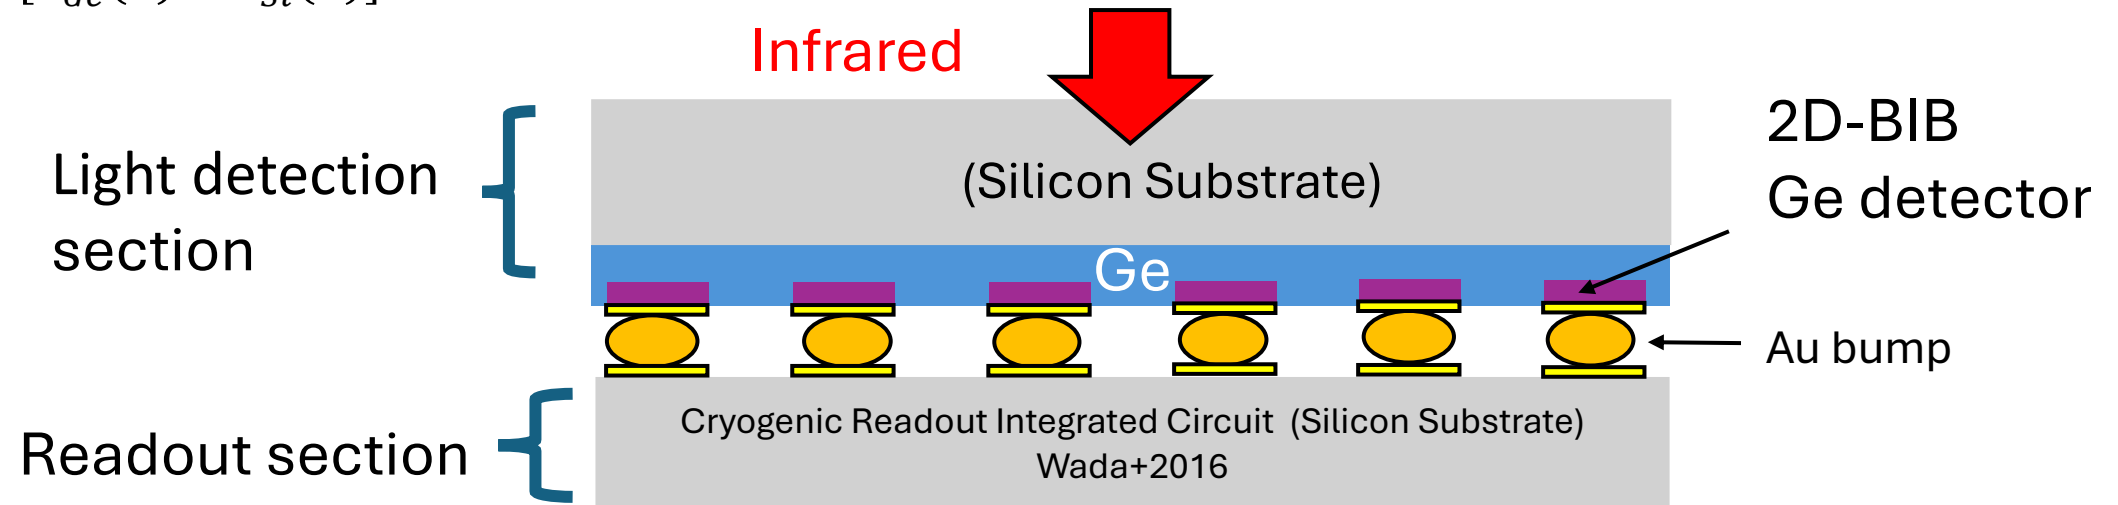 Infrared
Light detection
section
(Silicon Substrate)
2D-BIB
Ge detector
Ge
Au bump
Readout section
Cryogenic Readout Integrated Circuit (Silicon Substrate)
Wada+2016